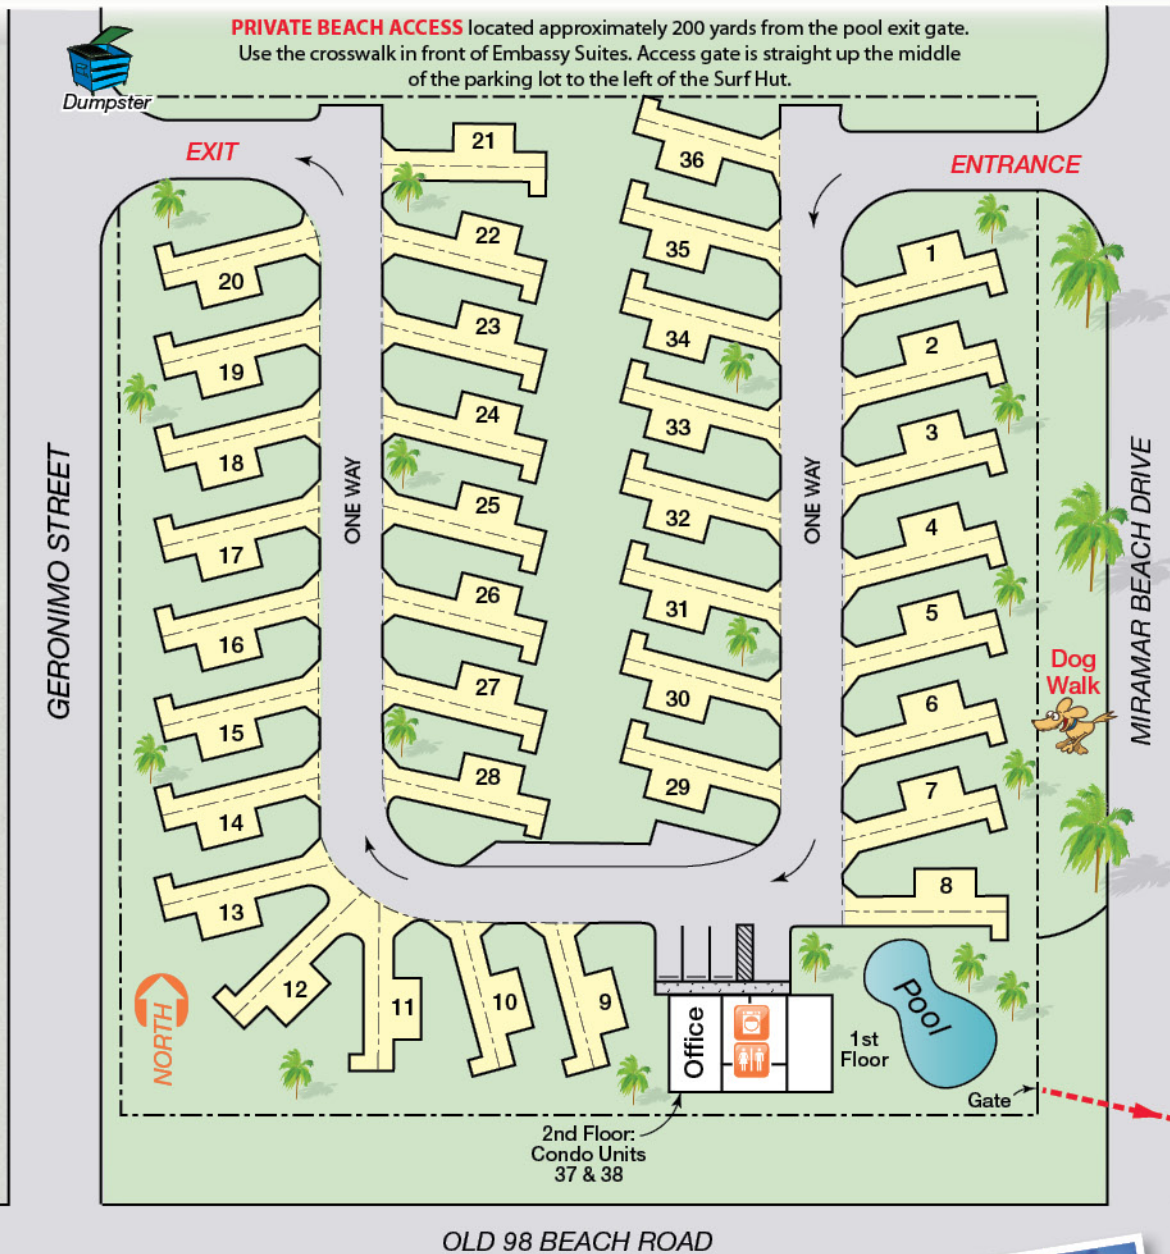 PRIVATE BEACH ACCESS located approximately 200 yards from the pool exit gate.
Use the crosswalk in front of Embassy Suites. Access gate is straight up the middle
of the parking lot to the left of the Surf Hut.
Dumpster
EXIT
ENTRANCE
21
36
22
35
1
20
23
34
2
19
24
33
3
18
ONE WAY
ONE WAY
GERONIMO STREET
MIRAMAR BEACH DRIVE
25
32
4
17
26
31
5
16
Dog
Walk
27
30
6
15
28
29
7
14
8
13
12
11
10
9
NORTH
Office
1st
Floor
Pool
Gate
2nd Floor:
Condo Units
37 & 38
OLD 98 BEACH ROAD